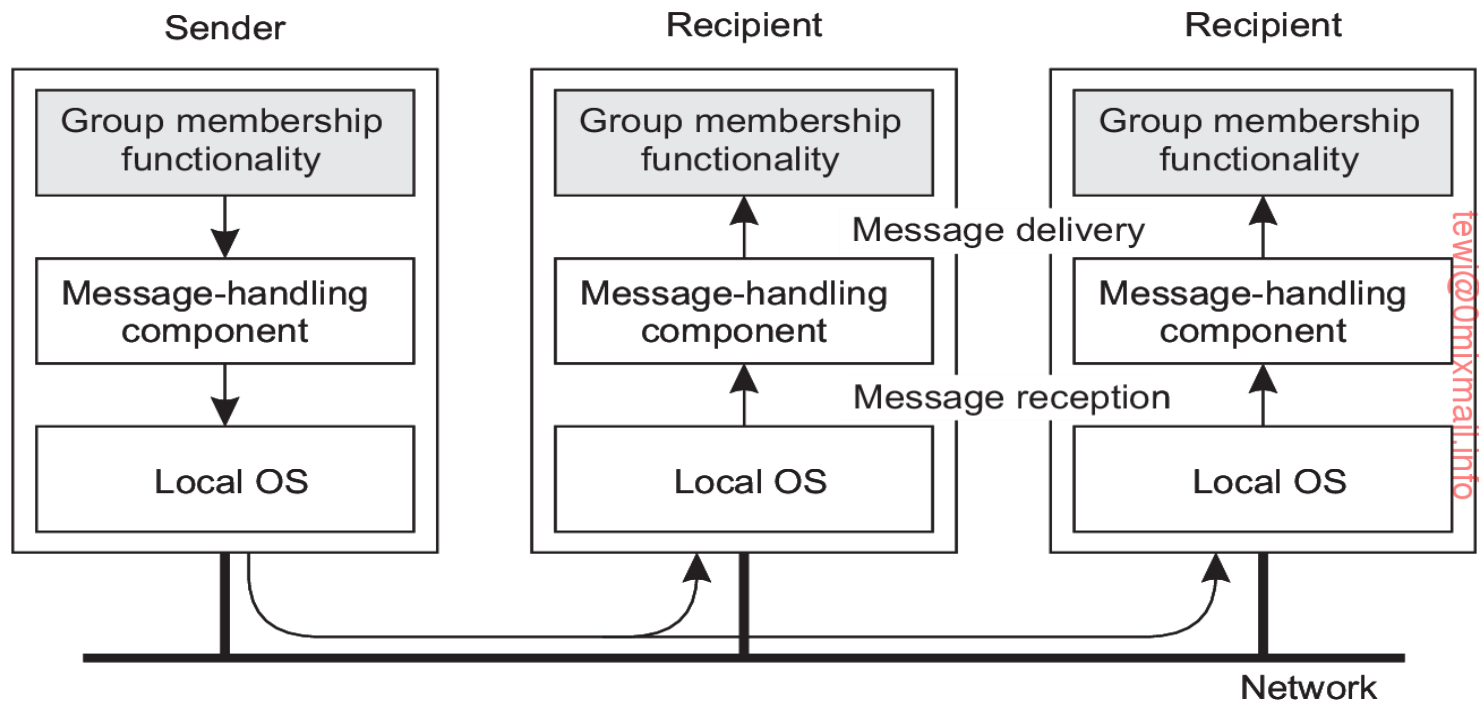 Sender
Recipient
Recipient
Group membership
functionality
Group membership
functionality
Group membership
functionality
Message delivery
Message-handling
component
Message-handling
component
Message-handling
component
Message reception
Local OS
Local OS
Local OS
Network
tewi@0mixmail.info